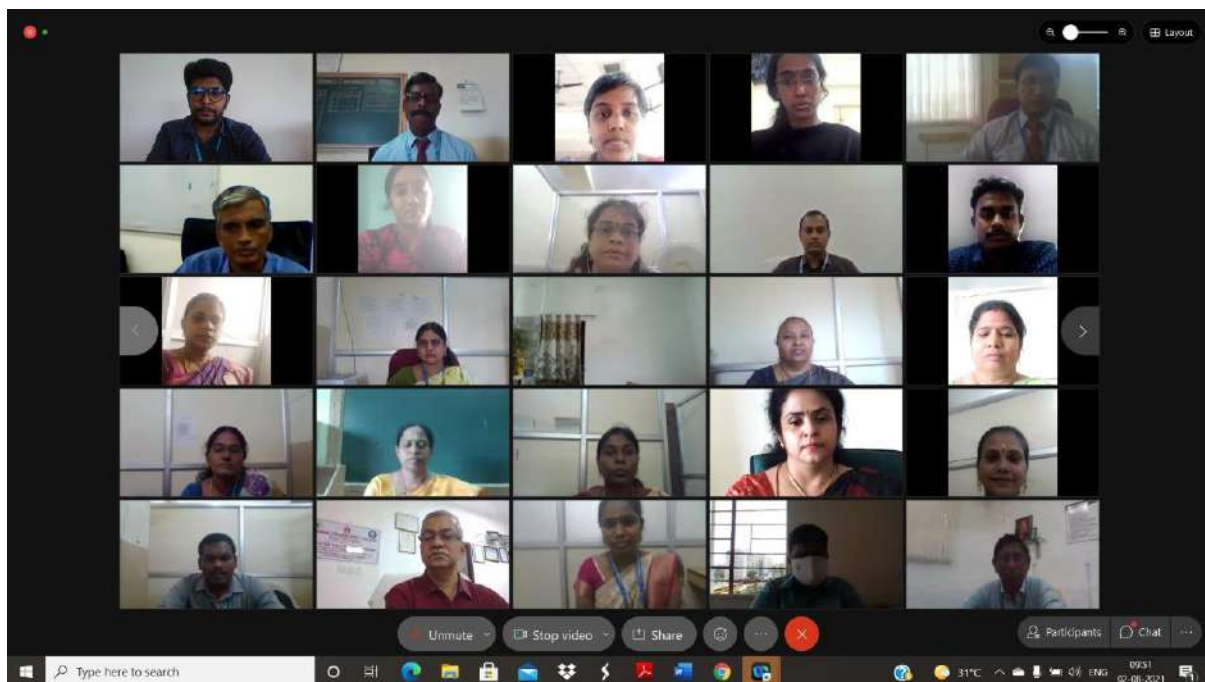 Layout
Unmute
Stop video
Share
Participants
Chat
Type here to search
31°C
ENG
09:51
02-08-2021